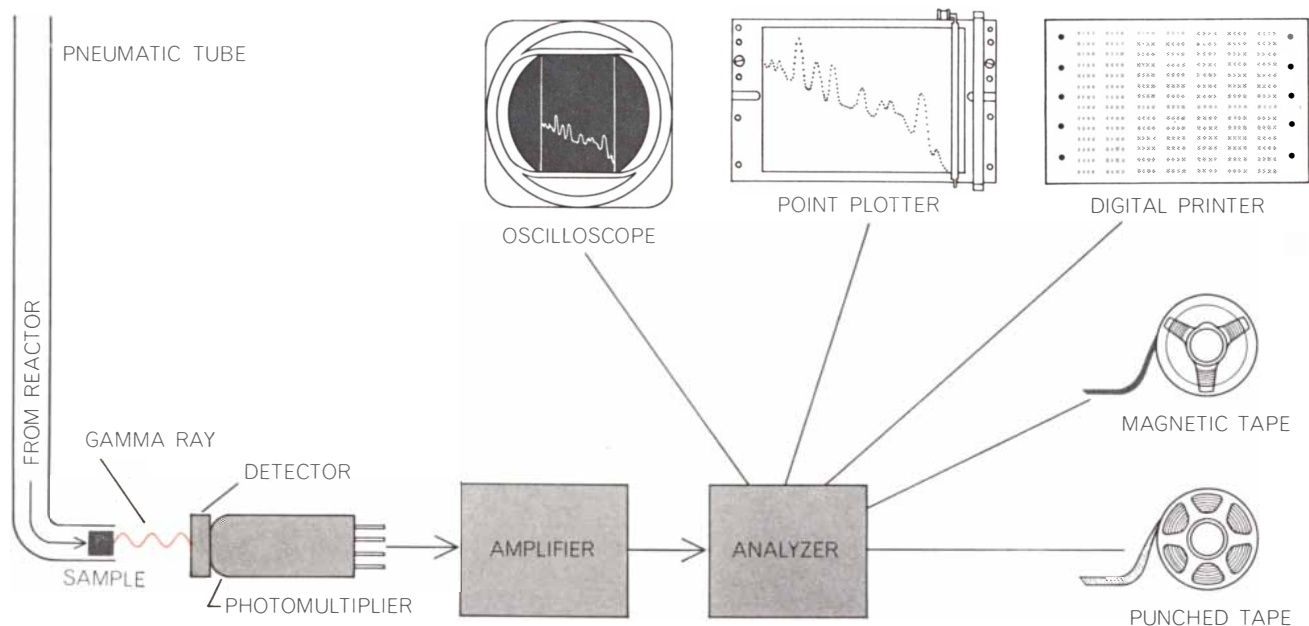 PNEUMATIC TUBE
OSCILLOSCOPE
POINT PLOTTER
DIGITAL PRINTER
FROM REACTOR
GAMMA RAY
DETECTOR
MAGNETIC TAPE
SAMPLE
PHOTOMULTIPLIER
AMPLIFIER
ANALYZER
PUNCHED TAPE